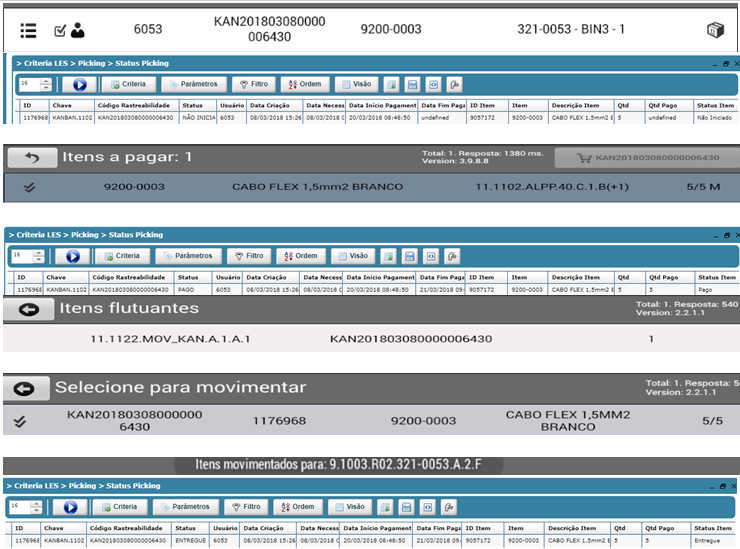 6053
KAN201803080000
006430
9200-0003
321-0053 - BIN3 - 1
> Criteria LES > Picking > Status Picking
16 Criteria Parâmetros Filtro Ordem Visão
ID Chave Código Rastreabilidade Status Usuário Data Criação Data Necess Data Início Pagament Data Fim Paga ID Item Item Descrição Item Qtd Qtd Pago Status Item
1176968 KANBAN.1102 KAN201803080000006430 NÃO INICIA 6053 08/03/2018 15:26 08/03/2018 0 20/03/2018 08:48:50 undefined 9057172 9200-0003 CABO FLEX 1.5mm2 B 5 undefined Não Iniciado
Itens a pagar: 1
Total: 1. Resposta: 1380 ms.
Version: 3.9.8.8
KAN201803080000006430
9200-0003 CABO FLEX 1,5mm2 BRANCO 11.1102.ALPP.40.C.1.B(+1) 5/5 M
> Criteria LES > Picking > Status Picking
16 Criteria Parâmetros Filtro Ordem Visão
ID Chave Código Rastreabilidade Status Usuário Data Criação Data Necess Data Início Pagament Data Fim Paga ID Item Item Descrição Item Qtd Qtd Pago Status Item
1176968 KANBAN.1102 KAN201803080000006430 PAGO 6053 08/03/2018 15:26 08/03/2018 0 20/03/2018 08:48:50 21/03/2018 09: 9057172 9200-0003 CABO FLEX 1.5mm2 B 5 5 Pago
Itens flutuantes
Total: 1. Resposta: 540
Version: 2.2.1.1
11.1122.MOV_KAN.A.1.A.1 KAN201803080000006430 1
Selecione para movimentar
Total: 1. Resposta: 5
Version: 2.2.1.1
KAN20180308000000
6430
1176968
9200-0003
CABO FLEX 1,5MM2
BRANCO
5/5
Itens movimentados para: 9.1003.R02.321-0053.A.2.F
> Criteria LES > Picking > Status Picking
16 Criteria Parâmetros Filtro Ordem Visão
ID Chave Código Rastreabilidade Status Usuário Data Criação Data Necess Data Início Pagament Data Fim Paga ID Item Item Descrição Item Qtd Qtd Pago Status Item
1176968 KANBAN.1102 KAN201803080000006430 ENTREGUE 6053 08/03/2018 15:26 08/03/2018 0 20/03/2018 08:48:50 21/03/2018 09: 9057172 9200-0003 CABO FLEX 1.5mm2 B 5 5 Entregue